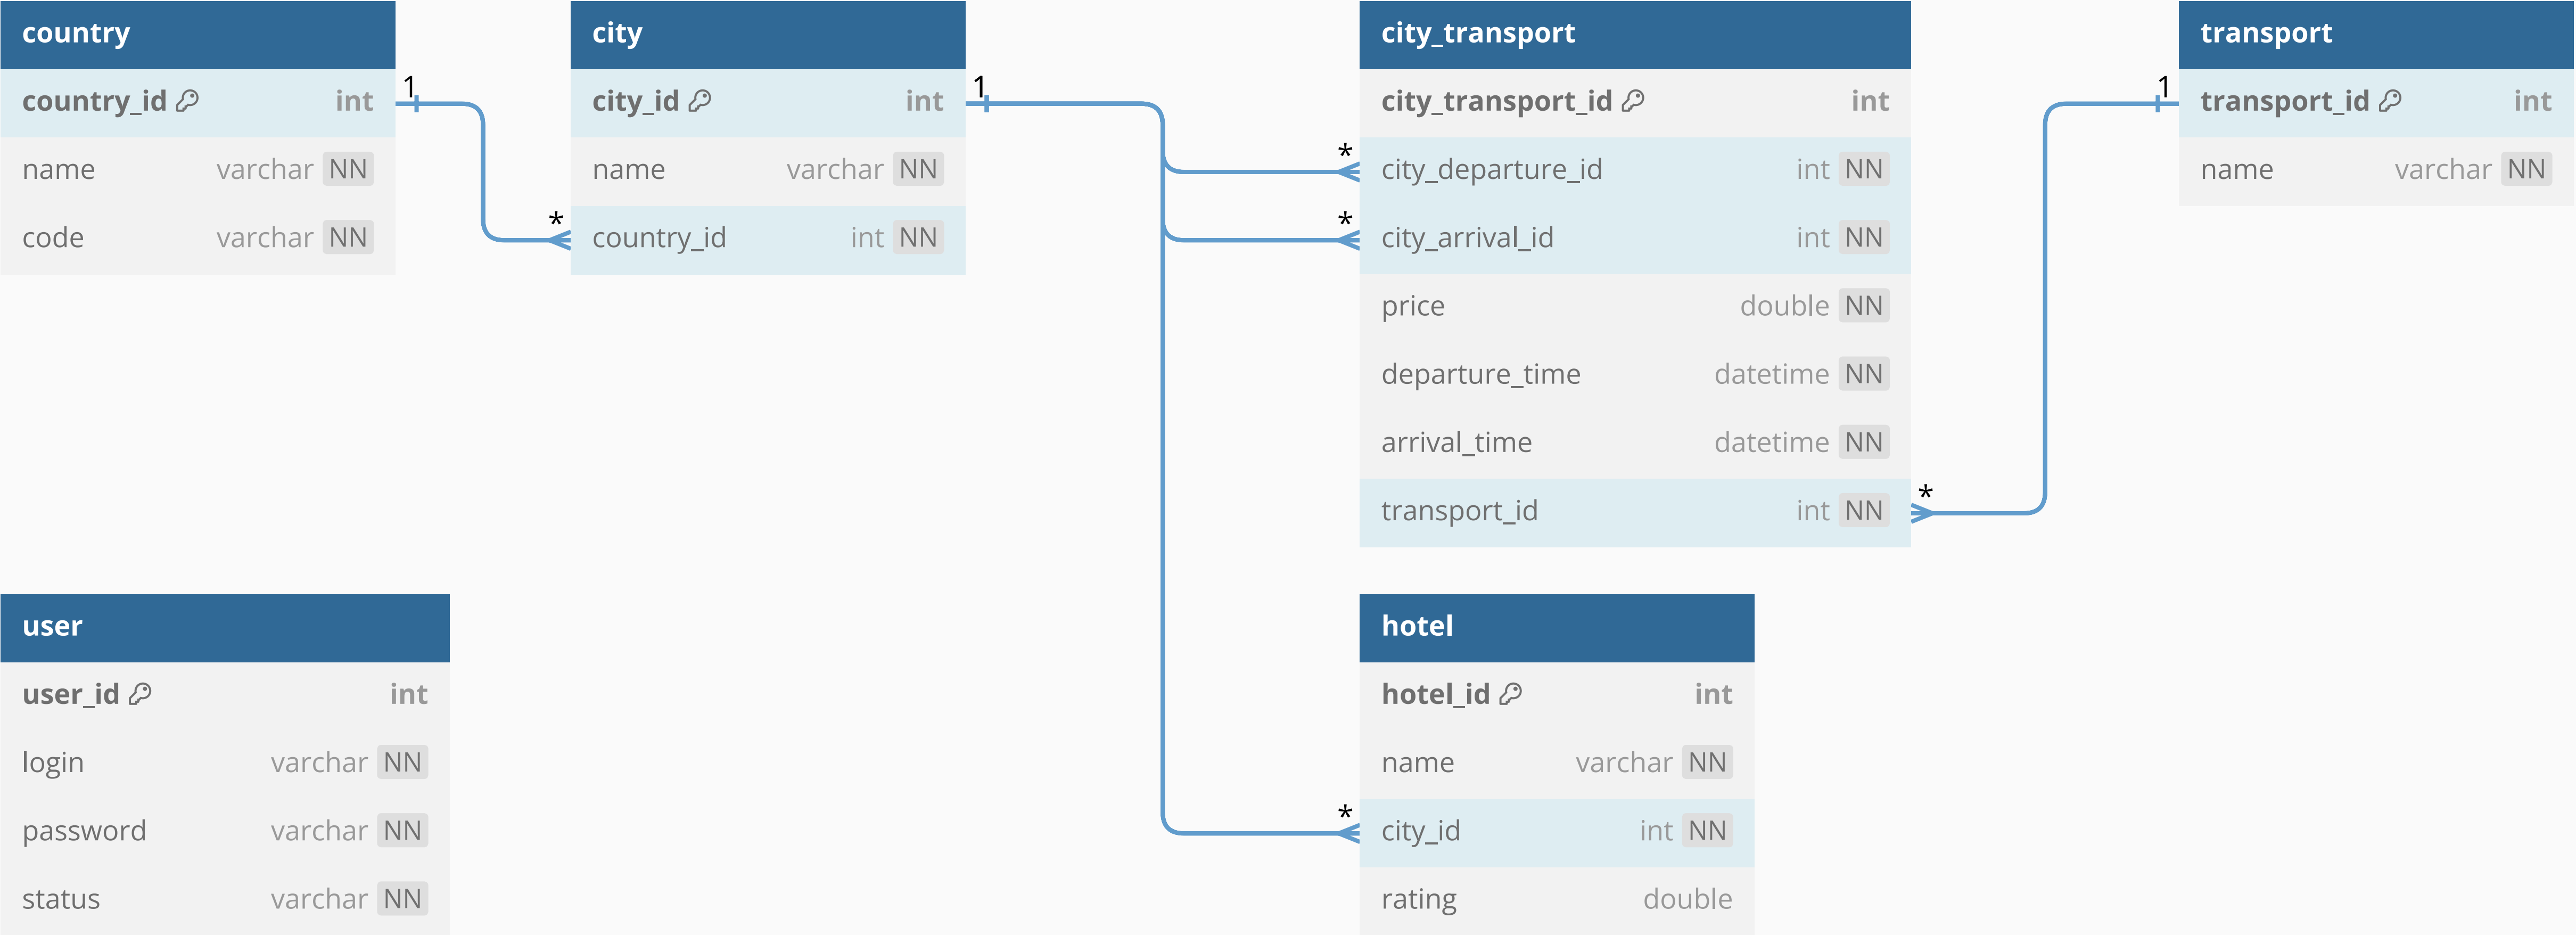 country
country_id int
name varchar NN
code varchar NN
1
*
city
city_id int
name varchar NN
country_id int NN
1
*
*
*
city_transport
city_transport_id int
city_departure_id int NN
city_arrival_id int NN
price double NN
departure_time datetime NN
arrival_time datetime NN
transport_id int NN
*
1
transport
transport_id int
name varchar NN
user
user_id int
login varchar NN
password varchar NN
status varchar NN
hotel
hotel_id int
name varchar NN
city_id int NN
rating double